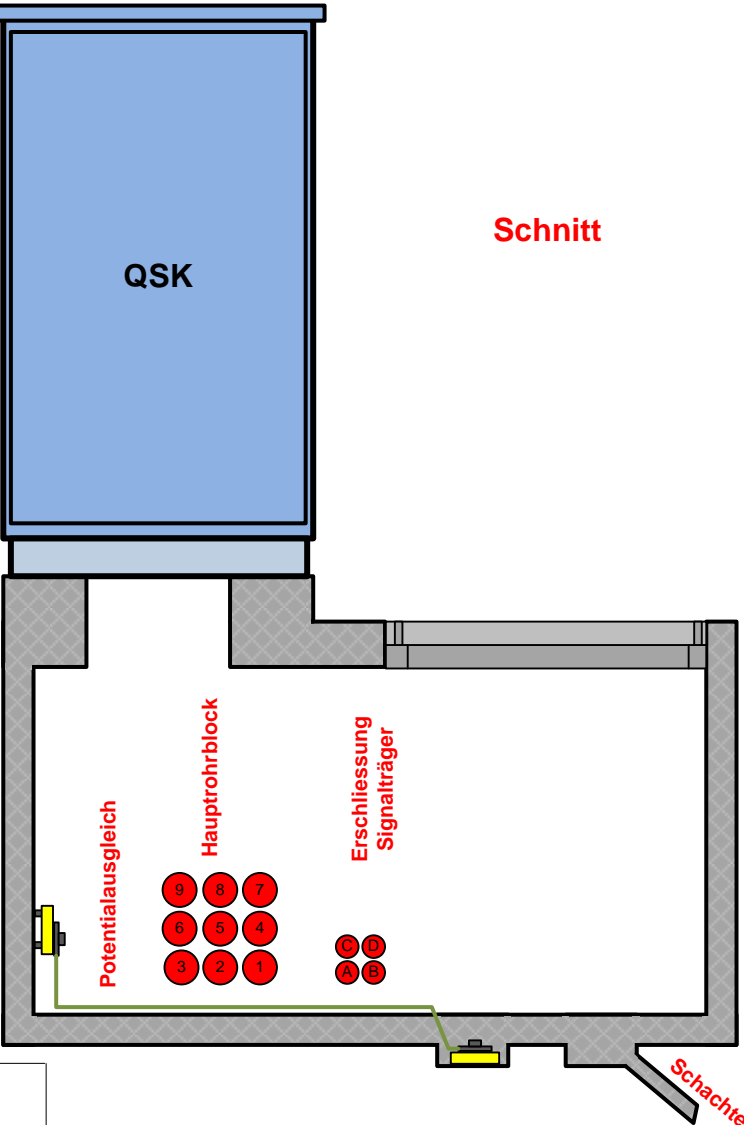 Schnitt
QSK
Potentialausgleich
Hauptrohrblock
Erschliessung
Signalträger
9 8 7
6 5 4
3 2 1
C D
A B